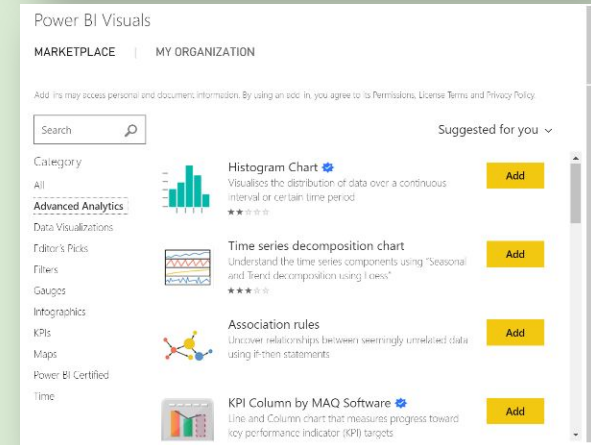 Power BI Visuals
MARKETPLACE | MY ORGANIZATION
Add-ins may access personal and document information. By using an add-in, you agree to its Permissions, License Terms and Privacy Policy.
Search
Suggested for you
Category
All
Advanced Analytics
Data Visualizations
Editor's Picks
Filters
Gauges
Infographics
KPIs
Maps
Power BI Certified
Time
Histogram Chart
Visualises the distribution of data over a continuous
interval or certain time period
Add
Time series decomposition chart
Understand the time series components using "Seasonal
and Trend decomposition using Loess"
Add
Association rules
Uncover relationships between seemingly unrelated data
using if-then statements
Add
KPI Column by MAQ Software
Line and Column chart that measures progress toward
key performance indicator (KPI) targets
Add